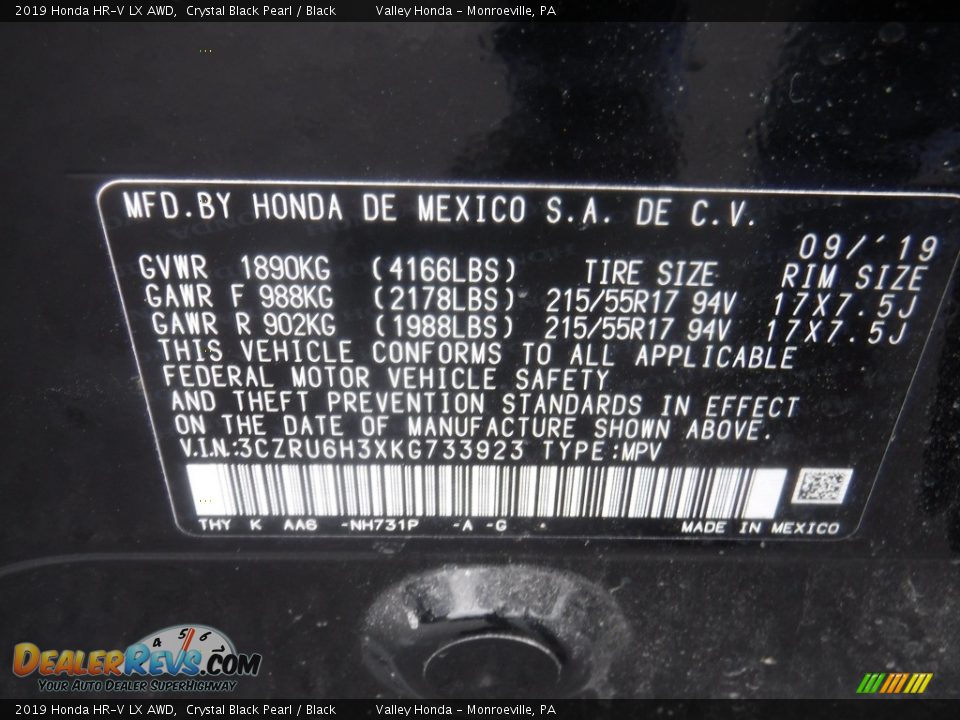 2019 Honda HR-V LX AWD,  Crystal Black Pearl / Black        Valley Honda - Monroeville, PA
MFD.BY HONDA DE MEXICO S.A. DE C.V.
09/´19
GVWR 1890KG (4166LBS) TIRE SIZE RIM SIZE
GAWR F 988KG (2178LBS) 215/55R17 94V 17X7.5J
GAWR R 902KG (1988LBS) 215/55R17 94V 17X7.5J
THIS VEHICLE CONFORMS TO ALL APPLICABLE
FEDERAL MOTOR VEHICLE SAFETY
AND THEFT PREVENTION STANDARDS IN EFFECT
ON THE DATE OF MANUFACTURE SHOWN ABOVE.
V.IN:3CZRU6H3XKG733923 TYPE:MPV
THY K AA6 -NH731P -A -G MADE IN MEXICO
4 5 6
DEALERREVS.COM
YOUR AUTO DEALER SUPERHIGHWAY
2019 Honda HR-V LX AWD,  Crystal Black Pearl / Black        Valley Honda - Monroeville, PA